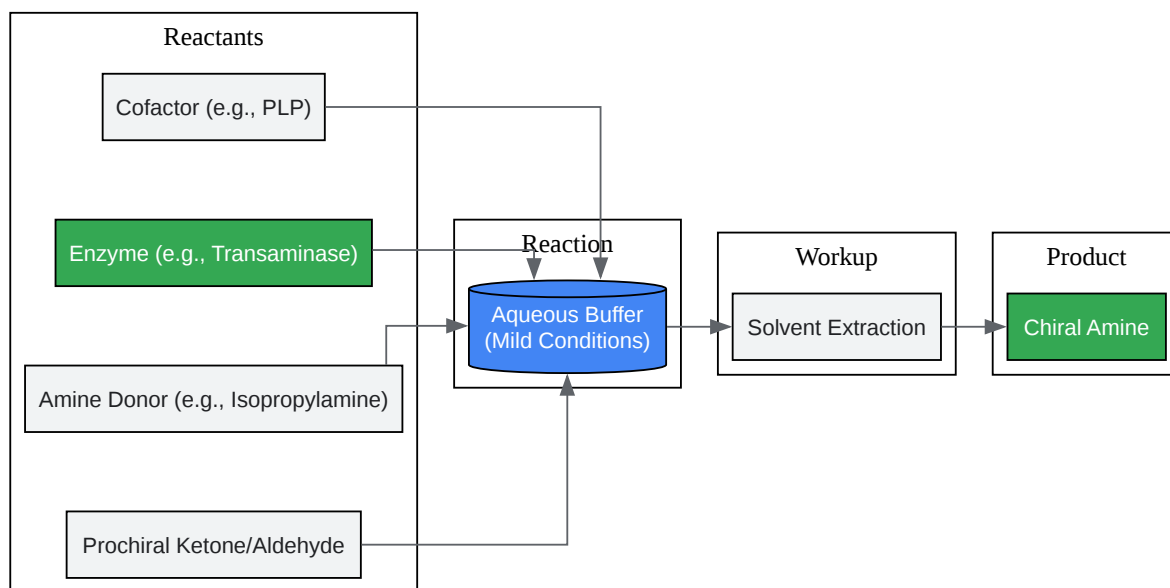 Reactants
Cofactor (e.g., PLP)
Enzyme (e.g., Transaminase)
Amine Donor (e.g., Isopropylamine)
Prochiral Ketone/Aldehyde
Reaction
Aqueous Buffer
(Mild Conditions)
Workup
Solvent Extraction
Product
Chiral Amine